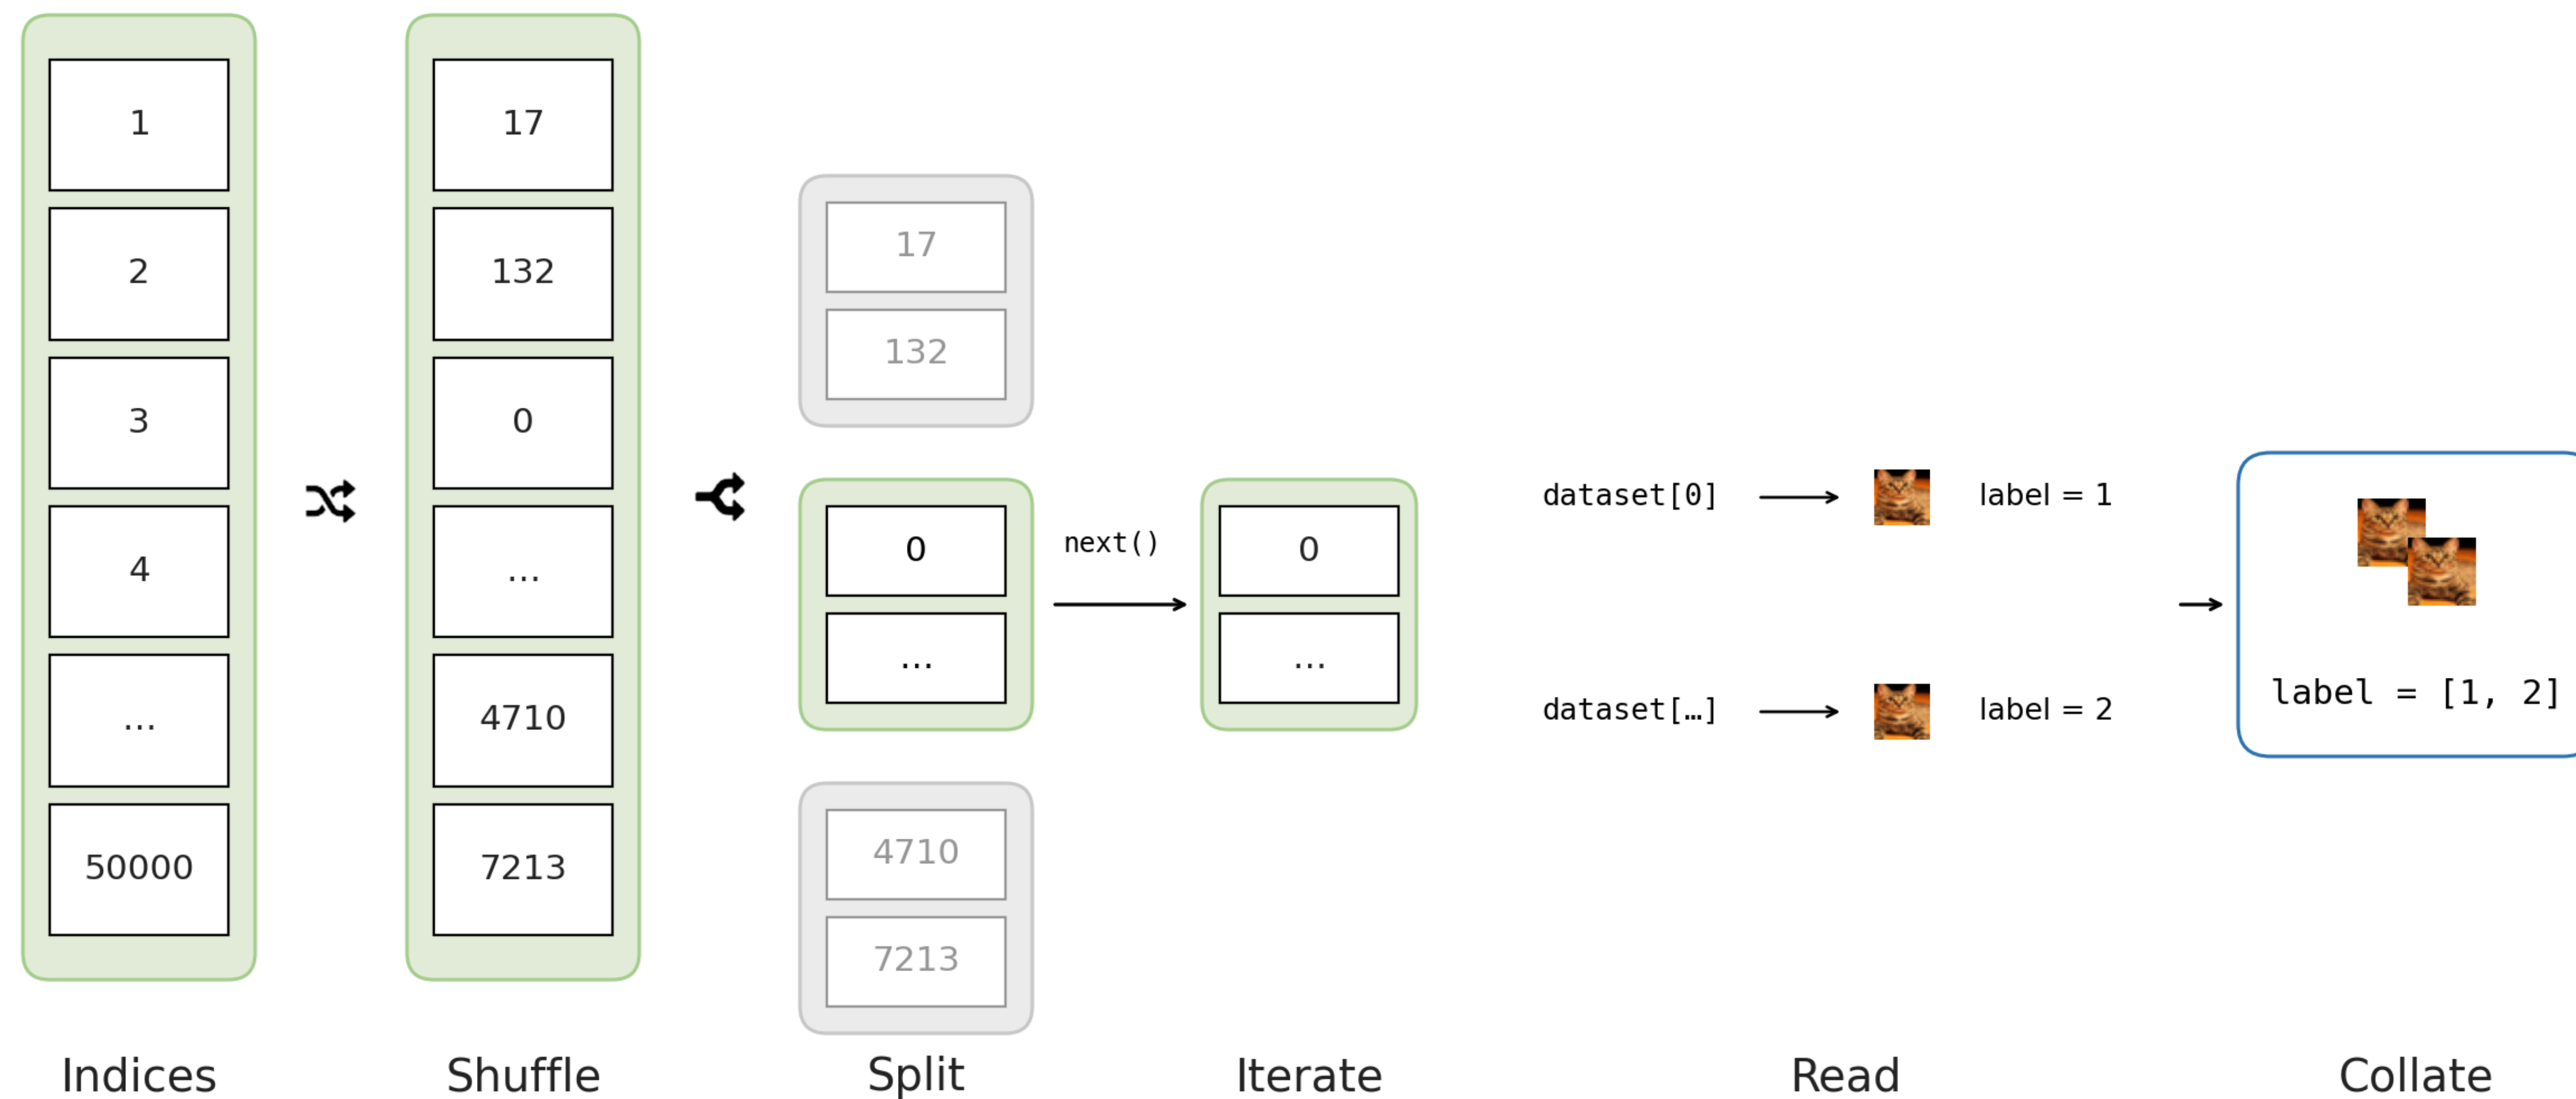 1
2
3
4
...
50000
Indices
17
132
0
...
4710
7213
Shuffle
17
132
0
...
4710
7213
Split
next()
0
...
Iterate
dataset[0]
label = 1
dataset[…]
label = 2
Read
label = [1, 2]
Collate